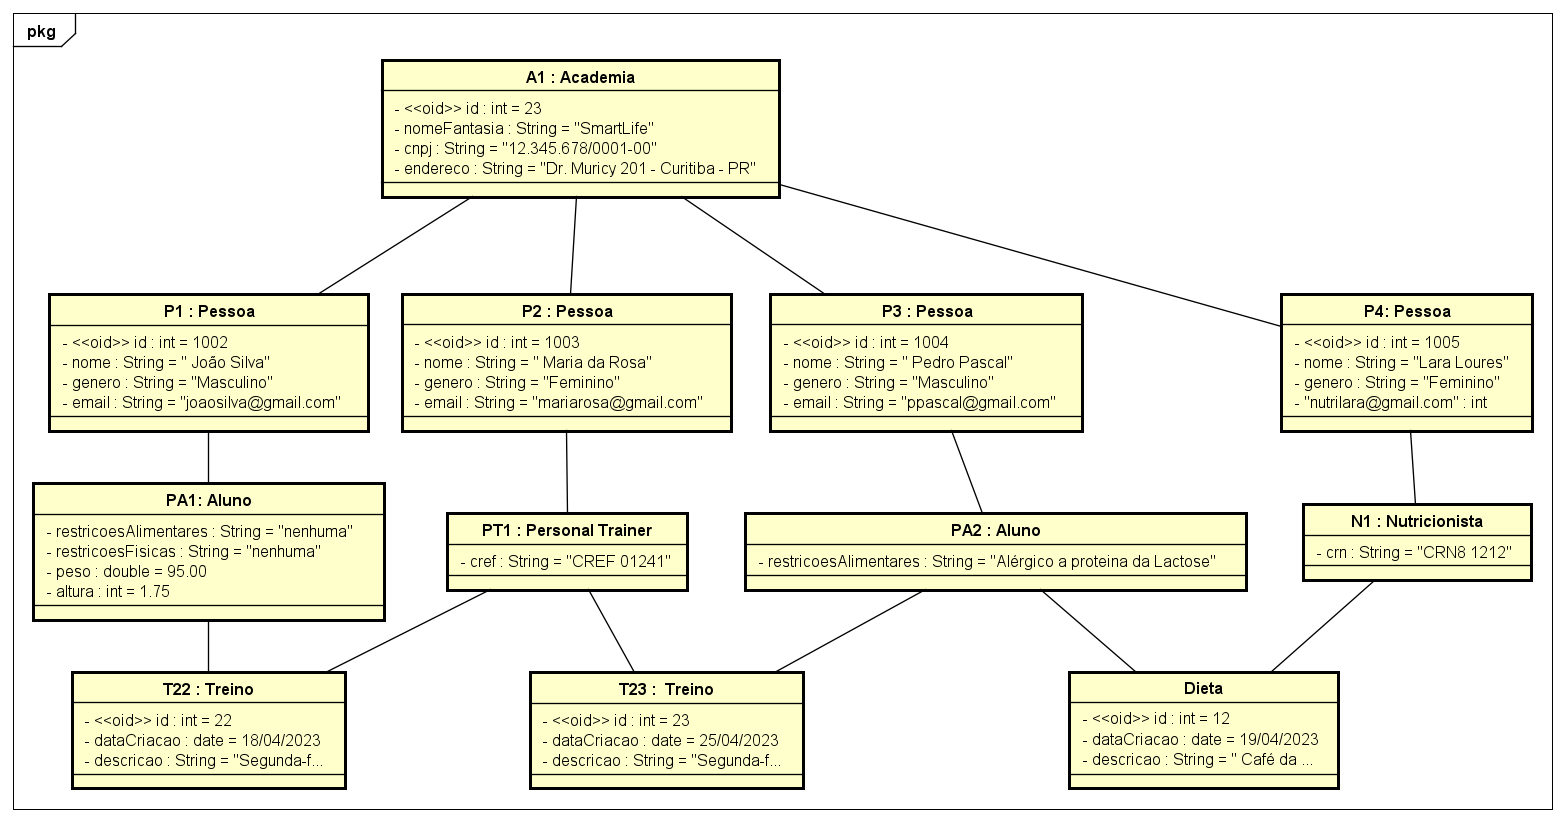 pkg
A1 : Academia
- <<oid>> id : int = 23
- nomeFantasia : String = "SmartLife"
- cnpj : String = "12.345.678/0001-00"
- endereco : String = "Dr. Muricy 201 - Curitiba - PR"
P1 : Pessoa
- <<oid>> id : int = 1002
- nome : String = " João Silva"
- genero : String = "Masculino"
- email : String = "joaosilva@gmail.com"
P2 : Pessoa
- <<oid>> id : int = 1003
- nome : String = " Maria da Rosa"
- genero : String = "Feminino"
- email : String = "mariarosa@gmail.com"
P3 : Pessoa
- <<oid>> id : int = 1004
- nome : String = " Pedro Pascal"
- genero : String = "Masculino"
- email : String = "ppascal@gmail.com"
P4: Pessoa
- <<oid>> id : int = 1005
- nome : String = "Lara Loures"
- genero : String = "Feminino"
- "nutrilara@gmail.com" : int
PA1: Aluno
- restricoesAlimentares : String = "nenhuma"
- restricoesFisicas : String = "nenhuma"
- peso : double = 95.00
- altura : int = 1.75
PT1 : Personal Trainer
- cref : String = "CREF 01241"
PA2 : Aluno
- restricoesAlimentares : String = "Alérgico a proteina da Lactose"
N1 : Nutricionista
- crn : String = "CRN8 1212"
T22 : Treino
- <<oid>> id : int = 22
- dataCriacao : date = 18/04/2023
- descricao : String = "Segunda-f...
T23 :  Treino
- <<oid>> id : int = 23
- dataCriacao : date = 25/04/2023
- descricao : String = "Segunda-f...
Dieta
- <<oid>> id : int = 12
- dataCriacao : date = 19/04/2023
- descricao : String = " Café da ...